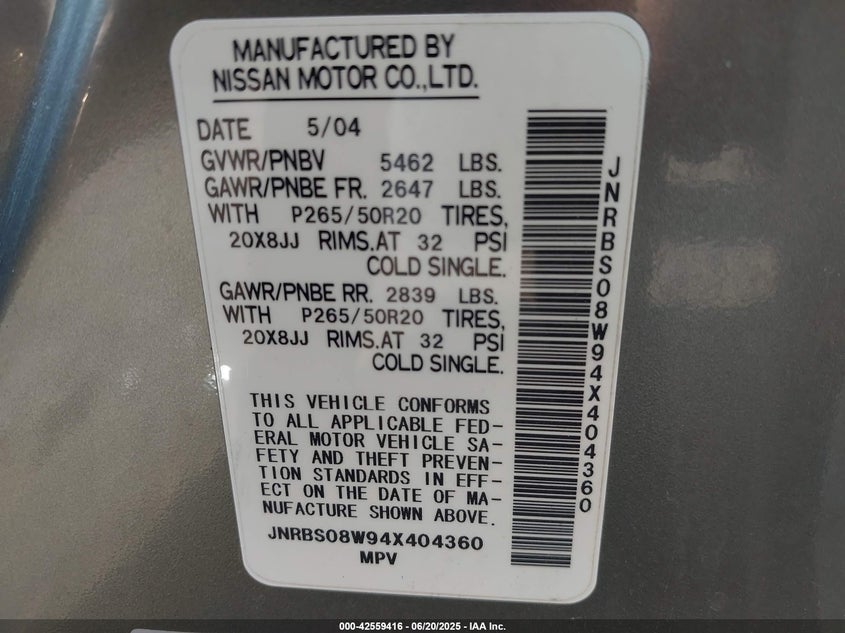 MANUFACTURED BY
NISSAN MOTOR CO.,LTD.
DATE 5/04
GVWR/PNBV 5462 LBS.
GAWR/PNBE FR. 2647 LBS.
WITH P265/50R20 TIRES,
20X8JJ RIMS.AT 32 PSI
COLD SINGLE.
GAWR/PNBE RR. 2839 LBS.
WITH P265/50R20 TIRES,
20X8JJ RIMS.AT 32 PSI
COLD SINGLE.
THIS VEHICLE CONFORMS
TO ALL APPLICABLE FED-
ERAL MOTOR VEHICLE SA-
FETY AND THEFT PREVEN-
TION STANDARDS IN EFF-
ECT ON THE DATE OF MA-
NUFACTURE SHOWN ABOVE.
JNRBS08W94X404360
MPV
JNRBS08W94X404360
000-42559416 - 06/20/2025 - IAA Inc.